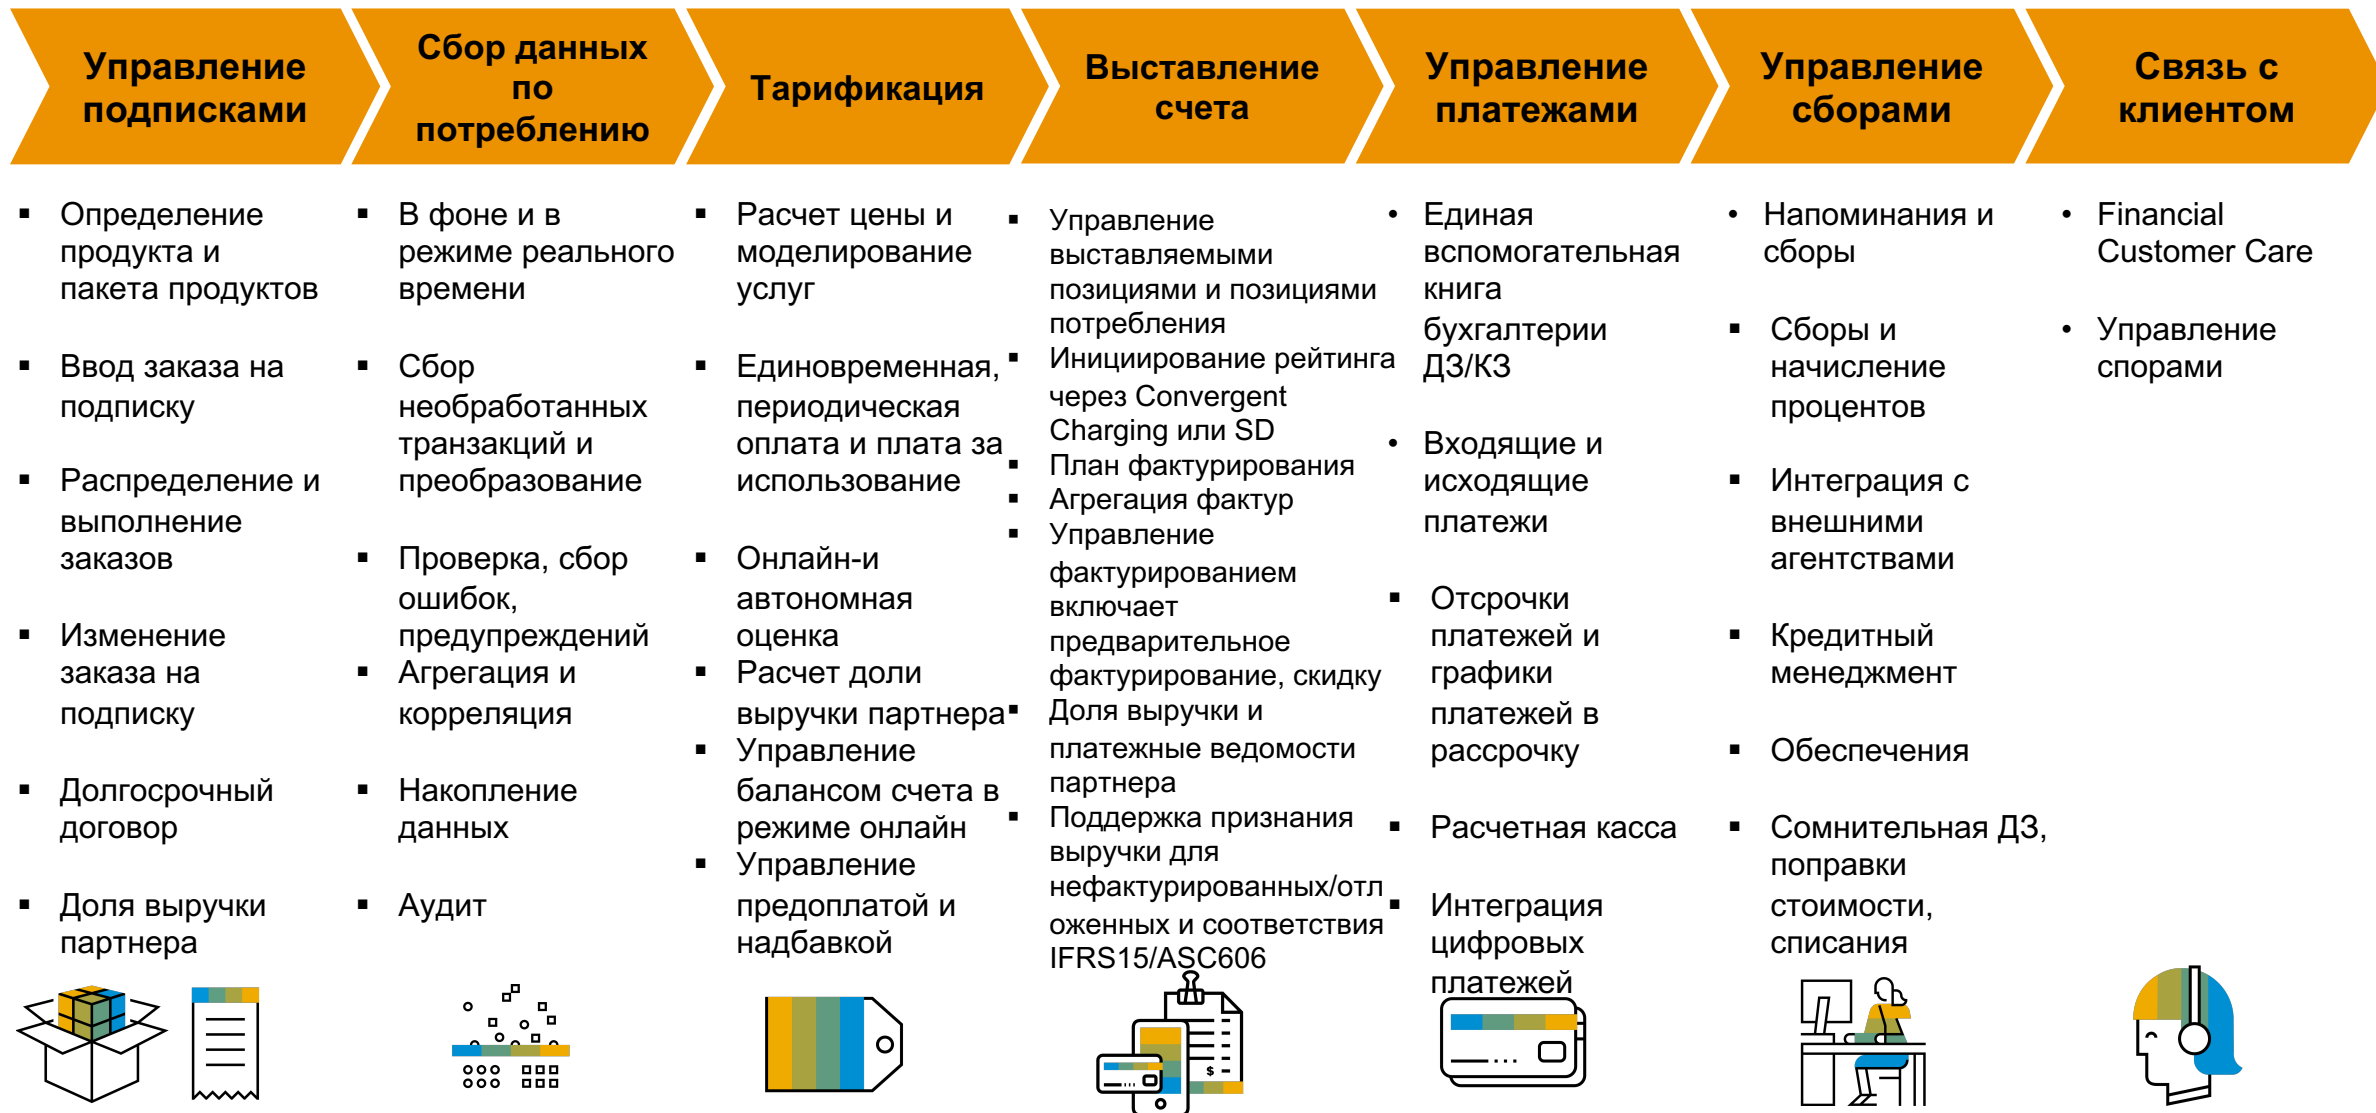 Управление
подписками
Сбор данных
по
потреблению
Тарификация
Выставление
счета
Управление
платежами
Управление
сборами
Связь с
клиентом
▪ Определение
продукта и
пакета продуктов
▪ Ввод заказа на
подписку
▪ Распределение и
выполнение
заказов
▪ Изменение
заказа на
подписку
▪ Долгосрочный
договор
▪ Доля выручки
партнера
▪ В фоне и в
режиме реального
времени
▪ Сбор
необработанных
транзакций и
преобразование
▪ Проверка, сбор
ошибок,
предупреждений
▪ Агрегация и
корреляция
▪ Накопление
данных
▪ Аудит
▪ Расчет цены и
моделирование
услуг
▪ Единовременная,
периодическая
оплата и плата за
использование
▪ Онлайн-и
автономная
оценка
▪ Расчет доли
выручки партнера
▪ Управление
балансом счета в
режиме онлайн
▪ Управление
предоплатой и
надбавкой
▪ Управление
выставляемыми
позициями и позициями
потребления
▪ Инициирование рейтинга
через Convergent
Charging или SD
▪ План фактурирования
▪ Агрегация фактур
▪ Управление
фактурированием
включает
предварительное
фактурирование, скидку
▪ Доля выручки и
платежные ведомости
партнера
▪ Поддержка признания
выручки для
нефактурированных/отл
оженных и соответствия
IFRS15/ASC606
• Единая
вспомогательная
книга
бухгалтерии
ДЗ/КЗ
• Входящие и
исходящие
платежи
▪ Отсрочки
платежей и
графики
платежей в
рассрочку
▪ Расчетная касса
▪ Интеграция
цифровых
платежей
• Напоминания и
сборы
▪ Сборы и
начисление
процентов
▪ Интеграция с
внешними
агентствами
▪ Кредитный
менеджмент
▪ Обеспечения
▪ Сомнительная ДЗ,
поправки
стоимости,
списания
• Financial
Customer Care
• Управление
спорами
$